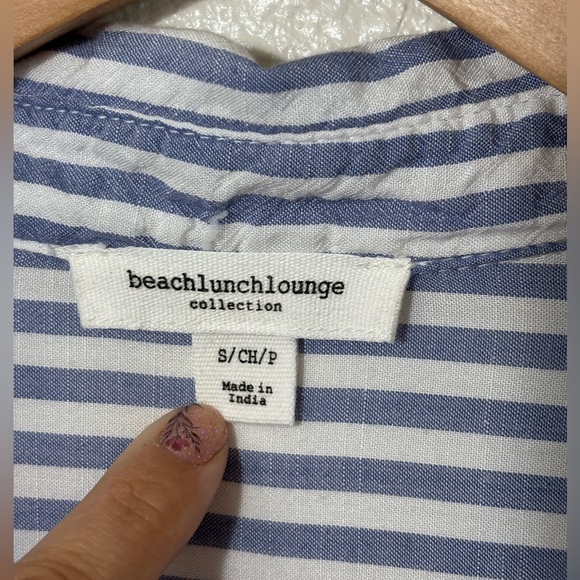 beachlunchlounge
collection
S/CH/P
Made in
India